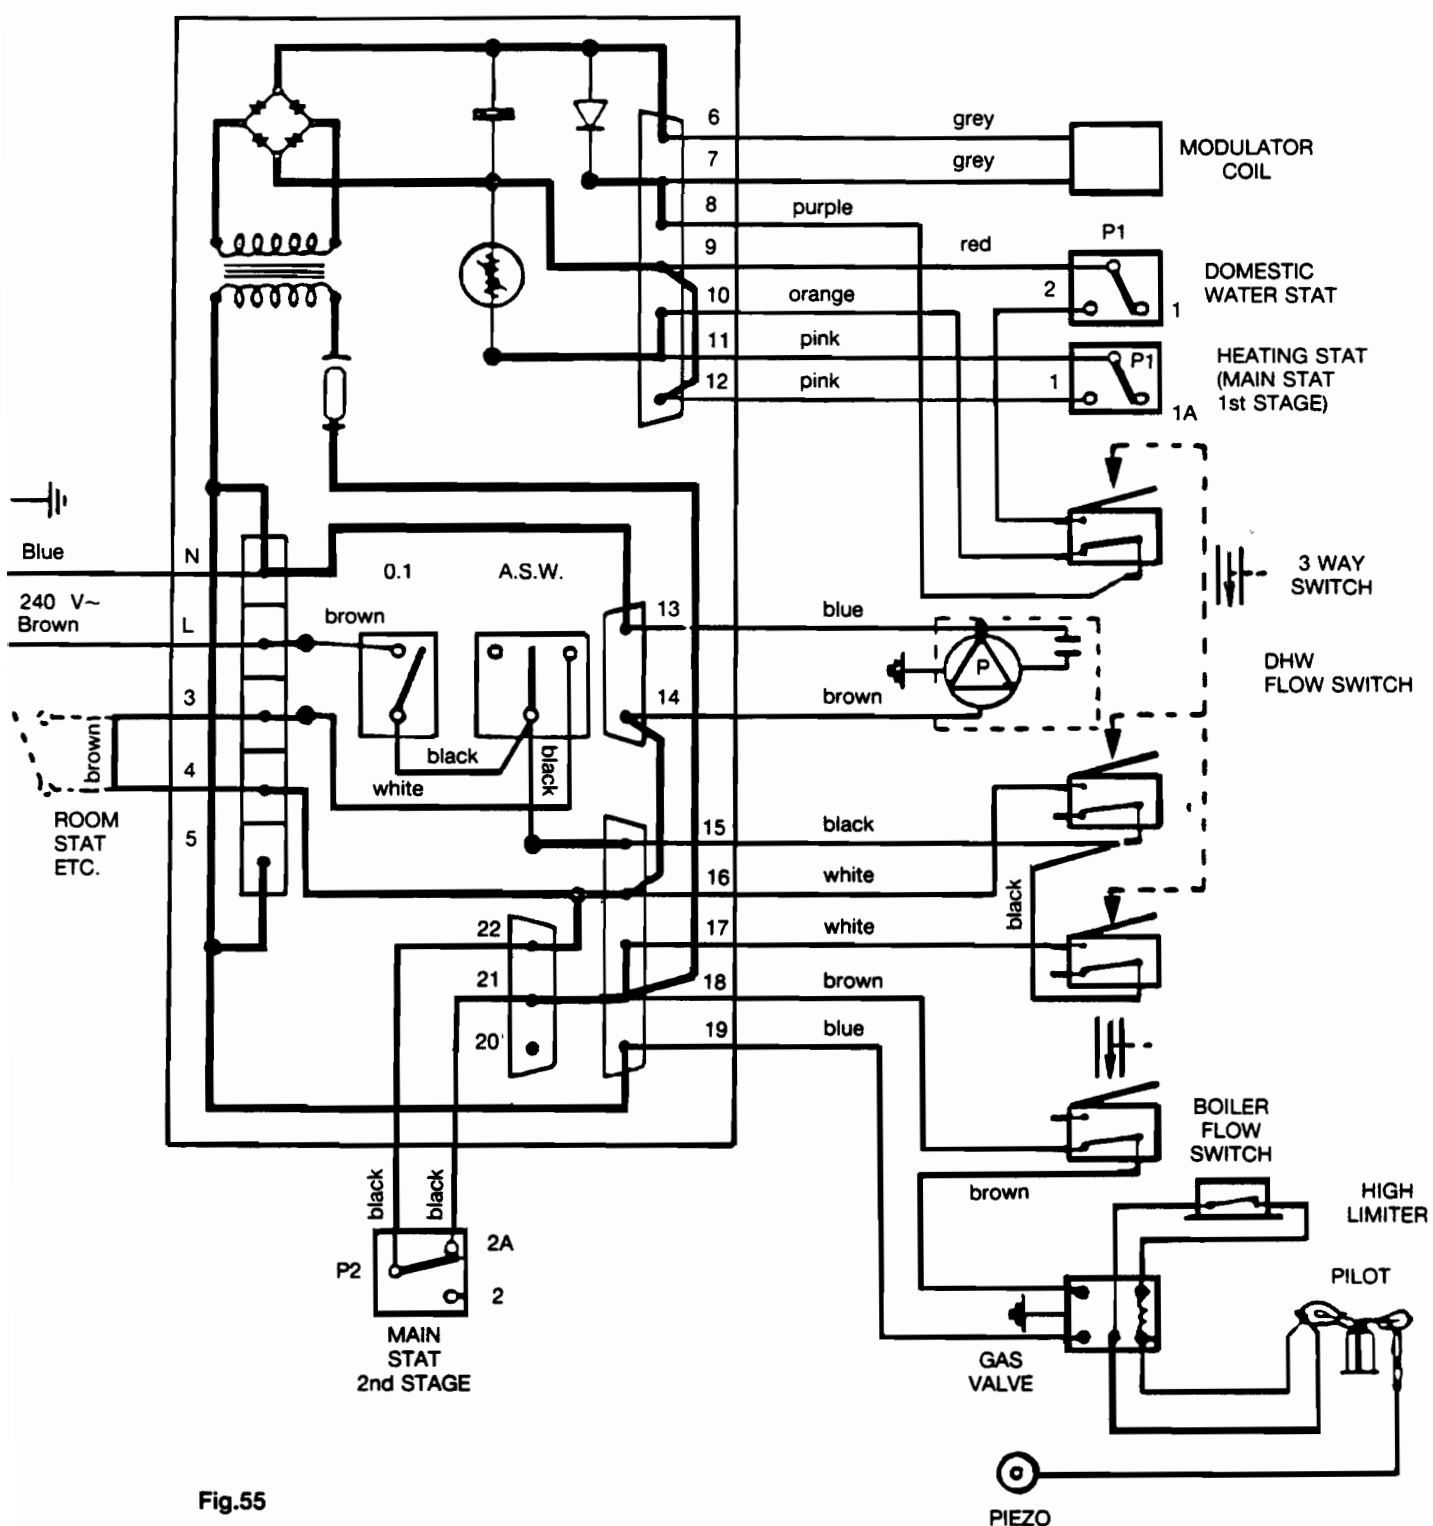 6
grey
MODULATOR
COIL
7
grey
8
purple
P1
9
red
DOMESTIC
WATER STAT
2
1
10
orange
11
pink
P1
HEATING STAT
(MAIN STAT
1st STAGE)
12
pink
1
1A
Blue
N
0.1
A.S.W.
3 WAY
SWITCH
240 V~
Brown
L
brown
13
blue
P
DHW
FLOW SWITCH
3
14
brown
brown
black
black
4
white
ROOM
STAT
ETC.
5
15
black
16
white
black
22
17
white
21
18
brown
20
19
blue
BOILER
FLOW
SWITCH
black
black
brown
HIGH
LIMITER
P2
2A
2
PILOT
MAIN
STAT
2nd STAGE
GAS
VALVE
Fig.55
PIEZO